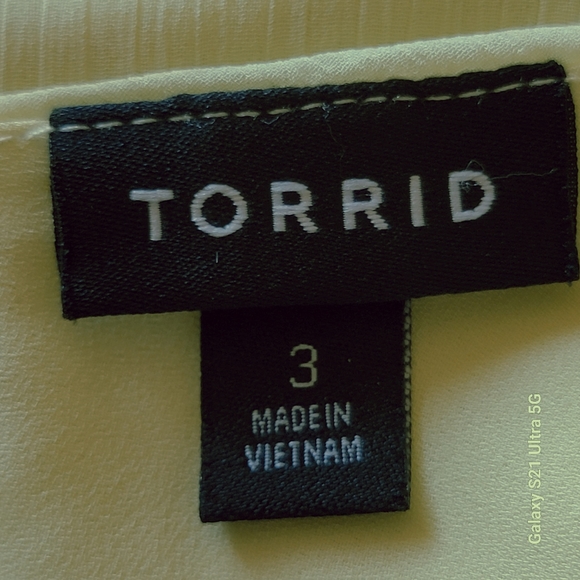 TORRID
3
MADE IN
VIETNAM
Galaxy S21 Ultra 5G